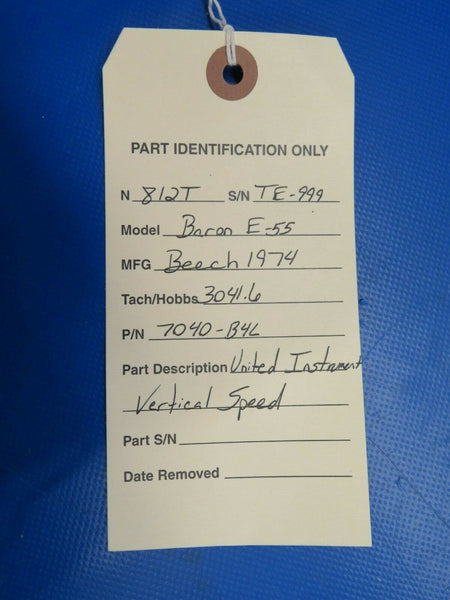 PART IDENTIFICATION ONLY
N 812T S/N TE-999
Model Baron E-55
MFG Beech 1974
Tach/Hobbs 3041.6
P/N 7040-B4L
Part Description United Instrument
Vertical Speed
Part S/N
Date Removed